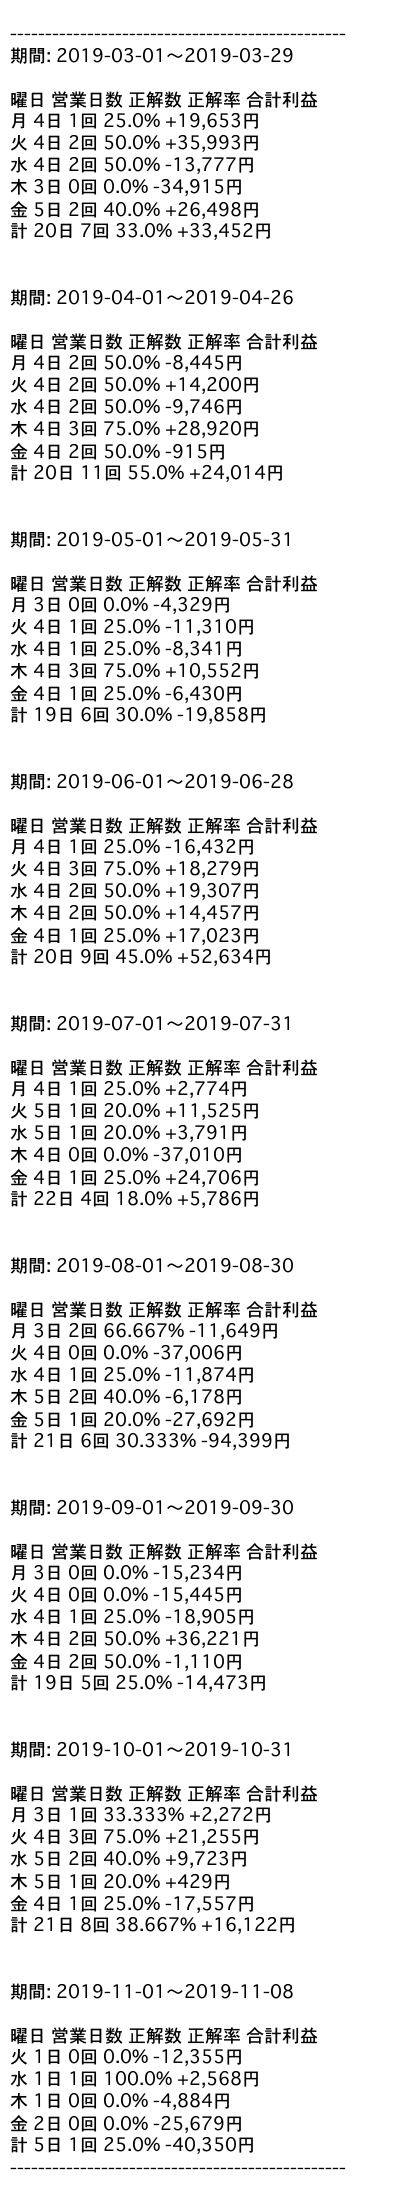 ------------------------------------------------
期間: 2019-03-01〜2019-03-29
曜日 営業日数 正解数 正解率 合計利益
月 4日 1回 25.0% +19,653円
火 4日 2回 50.0% +35,993円
水 4日 2回 50.0% -13,777円
木 3日 0回 0.0% -34,915円
金 5日 2回 40.0% +26,498円
計 20日 7回 33.0% +33,452円
期間: 2019-04-01〜2019-04-26
曜日 営業日数 正解数 正解率 合計利益
月 4日 2回 50.0% -8,445円
火 4日 2回 50.0% +14,200円
水 4日 2回 50.0% -9,746円
木 4日 3回 75.0% +28,920円
金 4日 2回 50.0% -915円
計 20日 11回 55.0% +24,014円
期間: 2019-05-01〜2019-05-31
曜日 営業日数 正解数 正解率 合計利益
月 3日 0回 0.0% -4,329円
火 4日 1回 25.0% -11,310円
水 4日 1回 25.0% -8,341円
木 4日 3回 75.0% +10,552円
金 4日 1回 25.0% -6,430円
計 19日 6回 30.0% -19,858円
期間: 2019-06-01〜2019-06-28
曜日 営業日数 正解数 正解率 合計利益
月 4日 1回 25.0% -16,432円
火 4日 3回 75.0% +18,279円
水 4日 2回 50.0% +19,307円
木 4日 2回 50.0% +14,457円
金 4日 1回 25.0% +17,023円
計 20日 9回 45.0% +52,634円
期間: 2019-07-01〜2019-07-31
曜日 営業日数 正解数 正解率 合計利益
月 4日 1回 25.0% +2,774円
火 5日 1回 20.0% +11,525円
水 5日 1回 20.0% +3,791円
木 4日 0回 0.0% -37,010円
金 4日 1回 25.0% +24,706円
計 22日 4回 18.0% +5,786円
期間: 2019-08-01〜2019-08-30
曜日 営業日数 正解数 正解率 合計利益
月 3日 2回 66.667% -11,649円
火 4日 0回 0.0% -37,006円
水 4日 1回 25.0% -11,874円
木 5日 2回 40.0% -6,178円
金 5日 1回 20.0% -27,692円
計 21日 6回 30.333% -94,399円
期間: 2019-09-01〜2019-09-30
曜日 営業日数 正解数 正解率 合計利益
月 3日 0回 0.0% -15,234円
火 4日 0回 0.0% -15,445円
水 4日 1回 25.0% -18,905円
木 4日 2回 50.0% +36,221円
金 4日 2回 50.0% -1,110円
計 19日 5回 25.0% -14,473円
期間: 2019-10-01〜2019-10-31
曜日 営業日数 正解数 正解率 合計利益
月 3日 1回 33.333% +2,272円
火 4日 3回 75.0% +21,255円
水 5日 2回 40.0% +9,723円
木 5日 1回 20.0% +429円
金 4日 1回 25.0% -17,557円
計 21日 8回 38.667% +16,122円
期間: 2019-11-01〜2019-11-08
曜日 営業日数 正解数 正解率 合計利益
火 1日 0回 0.0% -12,355円
水 1日 1回 100.0% +2,568円
木 1日 0回 0.0% -4,884円
金 2日 0回 0.0% -25,679円
計 5日 1回 25.0% -40,350円
------------------------------------------------